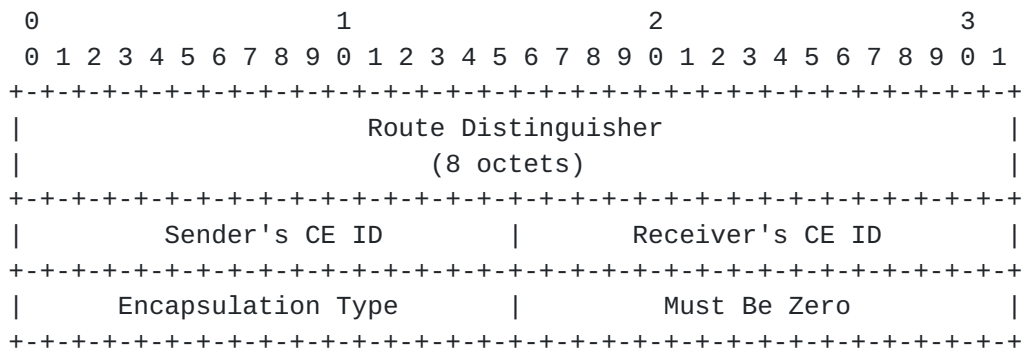 0                   1                   2                   3
 0 1 2 3 4 5 6 7 8 9 0 1 2 3 4 5 6 7 8 9 0 1 2 3 4 5 6 7 8 9 0 1
+-+-+-+-+-+-+-+-+-+-+-+-+-+-+-+-+-+-+-+-+-+-+-+-+-+-+-+-+-+-+-+-+
|                      Route Distinguisher                      |
|                          (8 octets)                           |
+-+-+-+-+-+-+-+-+-+-+-+-+-+-+-+-+-+-+-+-+-+-+-+-+-+-+-+-+-+-+-+-+
|         Sender's CE ID        |       Receiver's CE ID        |
+-+-+-+-+-+-+-+-+-+-+-+-+-+-+-+-+-+-+-+-+-+-+-+-+-+-+-+-+-+-+-+-+
|      Encapsulation Type       |         Must Be Zero          |
+-+-+-+-+-+-+-+-+-+-+-+-+-+-+-+-+-+-+-+-+-+-+-+-+-+-+-+-+-+-+-+-+